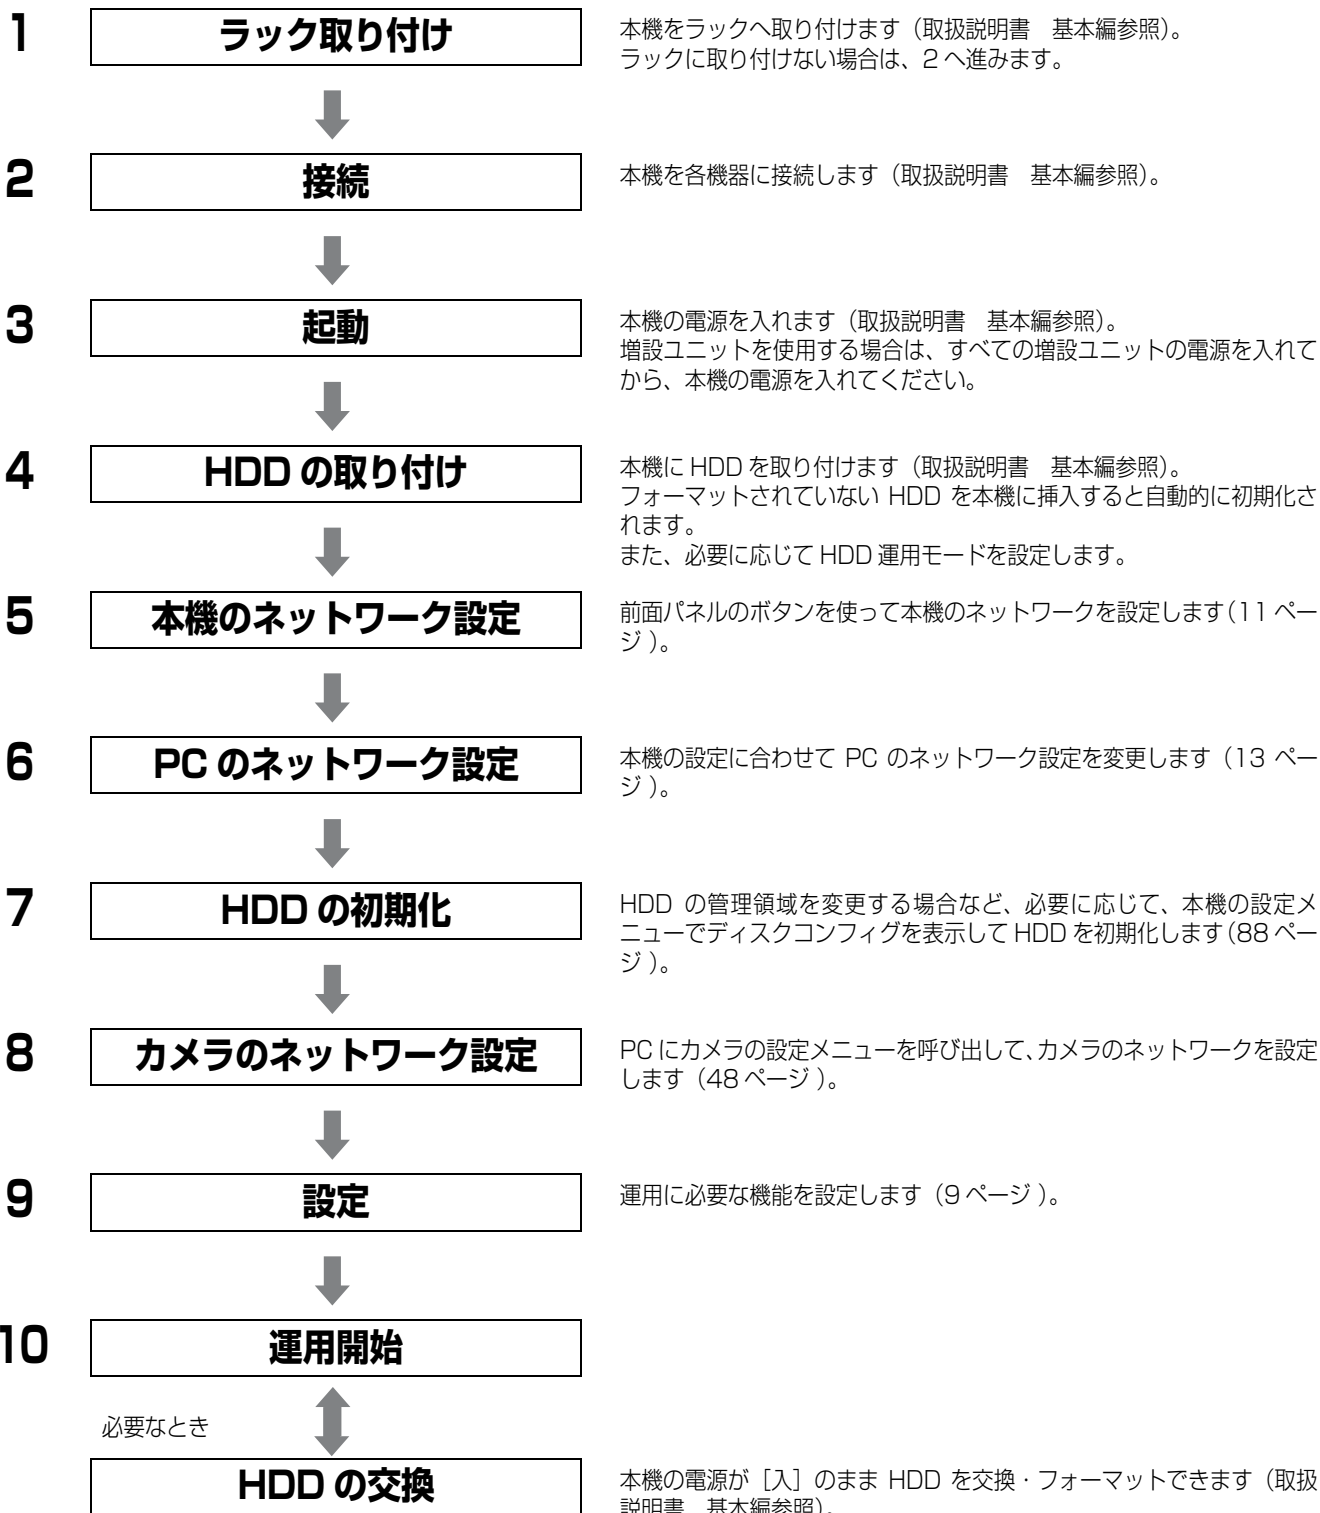 1
ラック取り付け
本機をラックへ取り付けます（取扱説明書　基本編参照）。
ラックに取り付けない場合は、2 へ進みます。
2
接続
本機を各機器に接続します（取扱説明書　基本編参照）。
3
起動
本機の電源を入れます（取扱説明書　基本編参照）。
増設ユニットを使用する場合は、すべての増設ユニットの電源を入れて
から、本機の電源を入れてください。
4
HDD の取り付け
本機に HDD を取り付けます（取扱説明書　基本編参照）。
フォーマットされていない HDD を本機に挿入すると自動的に初期化さ
れます。
また、必要に応じて HDD 運用モードを設定します。
5
本機のネットワーク設定
前面パネルのボタンを使って本機のネットワークを設定します（11 ペー
ジ ）。
6
PC のネットワーク設定
本機の設定に合わせて PC のネットワーク設定を変更します（13 ペー
ジ ）。
7
HDD の初期化
HDD の管理領域を変更する場合など、必要に応じて、本機の設定メ
ニューでディスクコンフィグを表示して HDD を初期化します（88 ペー
ジ ）。
8
カメラのネットワーク設定
PC にカメラの設定メニューを呼び出して、カメラのネットワークを設定
します（48 ページ ）。
9
設定
運用に必要な機能を設定します（9 ページ ）。
10
運用開始
必要なとき
HDD の交換
本機の電源が［入］のまま HDD を交換・フォーマットできます（取扱
説明書　基本編参照）。